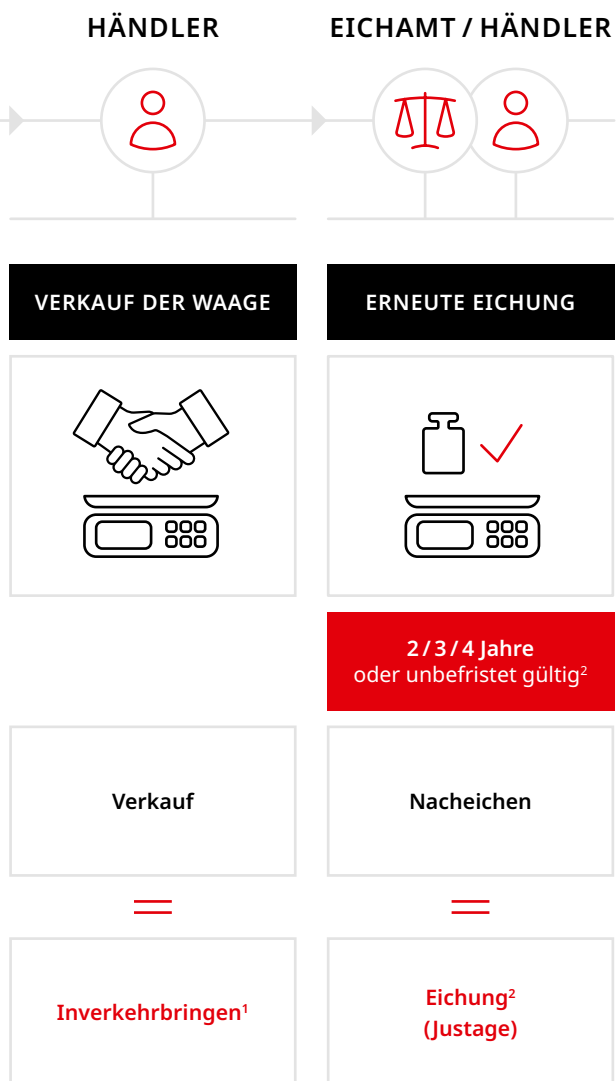 HÄNDLER
EICHAMT / HÄNDLER
VERKAUF DER WAAGE
ERNEUTE EICHUNG
2 / 3 / 4 Jahre
oder unbefristet gültig²
Verkauf
Nacheichen
Inverkehrbringen¹
Eichung²
(Justage)